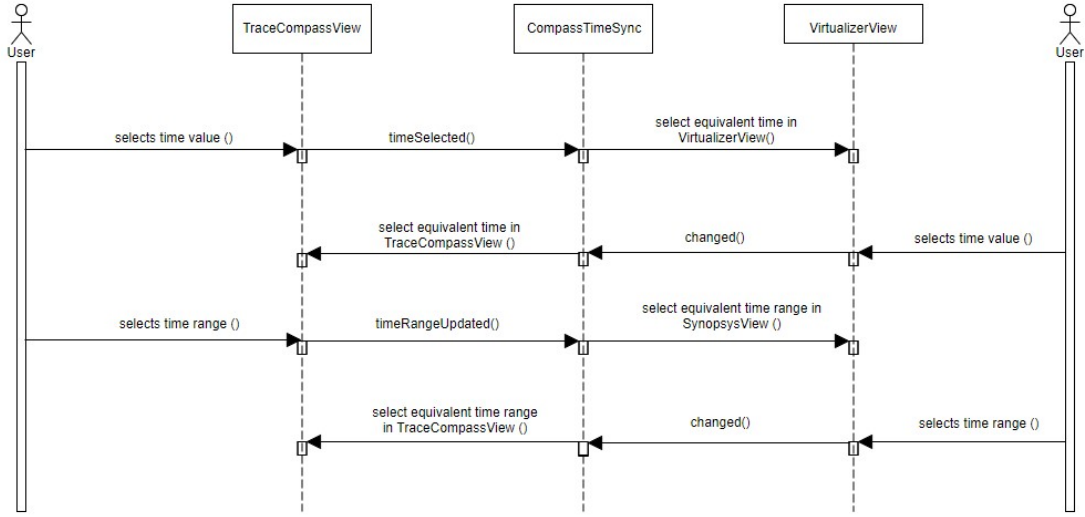 User
TraceCompassView
CompassTimeSync
VirtualizerView
User
selects time value ()
timeSelected()
select equivalent time in
VirtualizerView()
select equivalent time in
TraceCompassView ()
changed()
selects time value ()
selects time range ()
timeRangeUpdated()
select equivalent time range in
SynopsysView ()
select equivalent time range
in TraceCompassView ()
changed()
selects time range ()